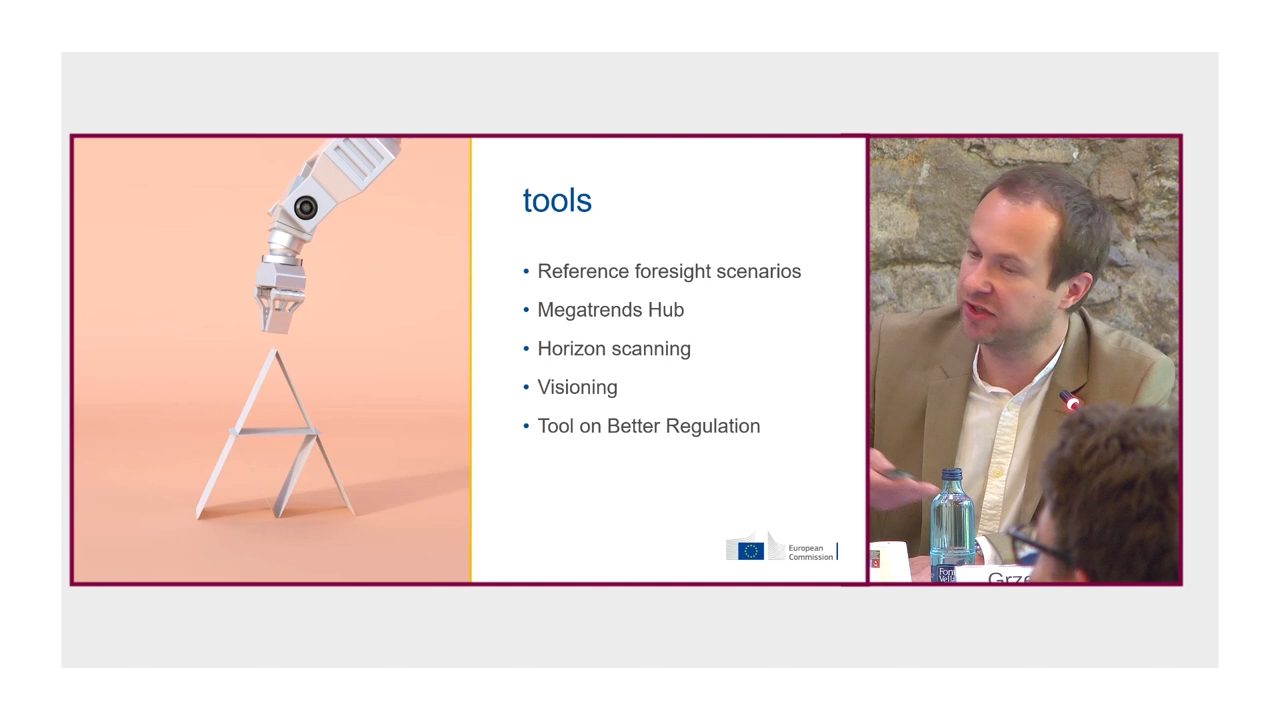 tools
• Reference foresight scenarios
• Megatrends Hub
• Horizon scanning
• Visioning
• Tool on Better Regulation
European
Commission